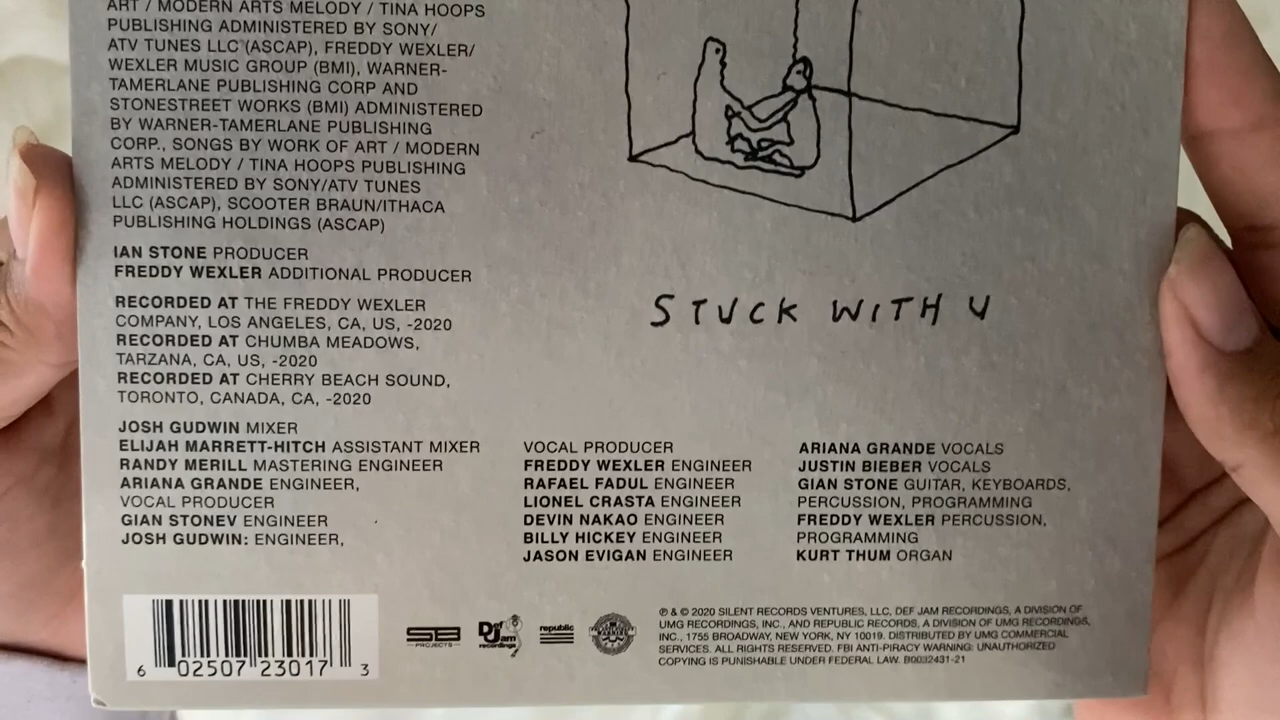 ART / MODERN ARTS MELODY / TINA HOOPS
PUBLISHING ADMINISTERED BY SONY/
ATV TUNES LLC (ASCAP), FREDDY WEXLER/
WEXLER MUSIC GROUP (BMI), WARNER-
TAMERLANE PUBLISHING CORP AND
STONESTREET WORKS (BMI) ADMINISTERED
BY WARNER-TAMERLANE PUBLISHING
CORP., SONGS BY WORK OF ART / MODERN
ARTS MELODY / TINA HOOPS PUBLISHING
ADMINISTERED BY SONY/ATV TUNES
LLC (ASCAP), SCOOTER BRAUN/ITHACA
PUBLISHING HOLDINGS (ASCAP)
IAN STONE PRODUCER
FREDDY WEXLER ADDITIONAL PRODUCER
RECORDED AT THE FREDDY WEXLER
COMPANY, LOS ANGELES, CA, US, -2020
RECORDED AT CHUMBA MEADOWS,
TARZANA, CA, US, -2020
RECORDED AT CHERRY BEACH SOUND,
TORONTO, CANADA, CA, -2020
JOSH GUDWIN MIXER
ELIJAH MARRETT-HITCH ASSISTANT MIXER
RANDY MERILL MASTERING ENGINEER
ARIANA GRANDE ENGINEER,
VOCAL PRODUCER
GIAN STONEV ENGINEER
JOSH GUDWIN: ENGINEER,
VOCAL PRODUCER
FREDDY WEXLER ENGINEER
RAFAEL FADUL ENGINEER
LIONEL CRASTA ENGINEER
DEVIN NAKAO ENGINEER
BILLY HICKEY ENGINEER
JASON EVIGAN ENGINEER
STUCK WITH U
ARIANA GRANDE VOCALS
JUSTIN BIEBER VOCALS
GIAN STONE GUITAR, KEYBOARDS,
PERCUSSION, PROGRAMMING
FREDDY WEXLER PERCUSSION,
PROGRAMMING
KURT THUM ORGAN
6 02507 23017 3
SB
PROJECTS
Def
Jam
recordings
republic
℗ & © 2020 SILENT RECORDS VENTURES, LLC, DEF JAM RECORDINGS, A DIVISION OF
UMG RECORDINGS, INC., AND REPUBLIC RECORDS, A DIVISION OF UMG RECORDINGS,
INC., 1755 BROADWAY, NEW YORK, NY 10019. DISTRIBUTED BY UMG COMMERCIAL
SERVICES. ALL RIGHTS RESERVED. FBI ANTI-PIRACY WARNING: UNAUTHORIZED
COPYING IS PUNISHABLE UNDER FEDERAL LAW.